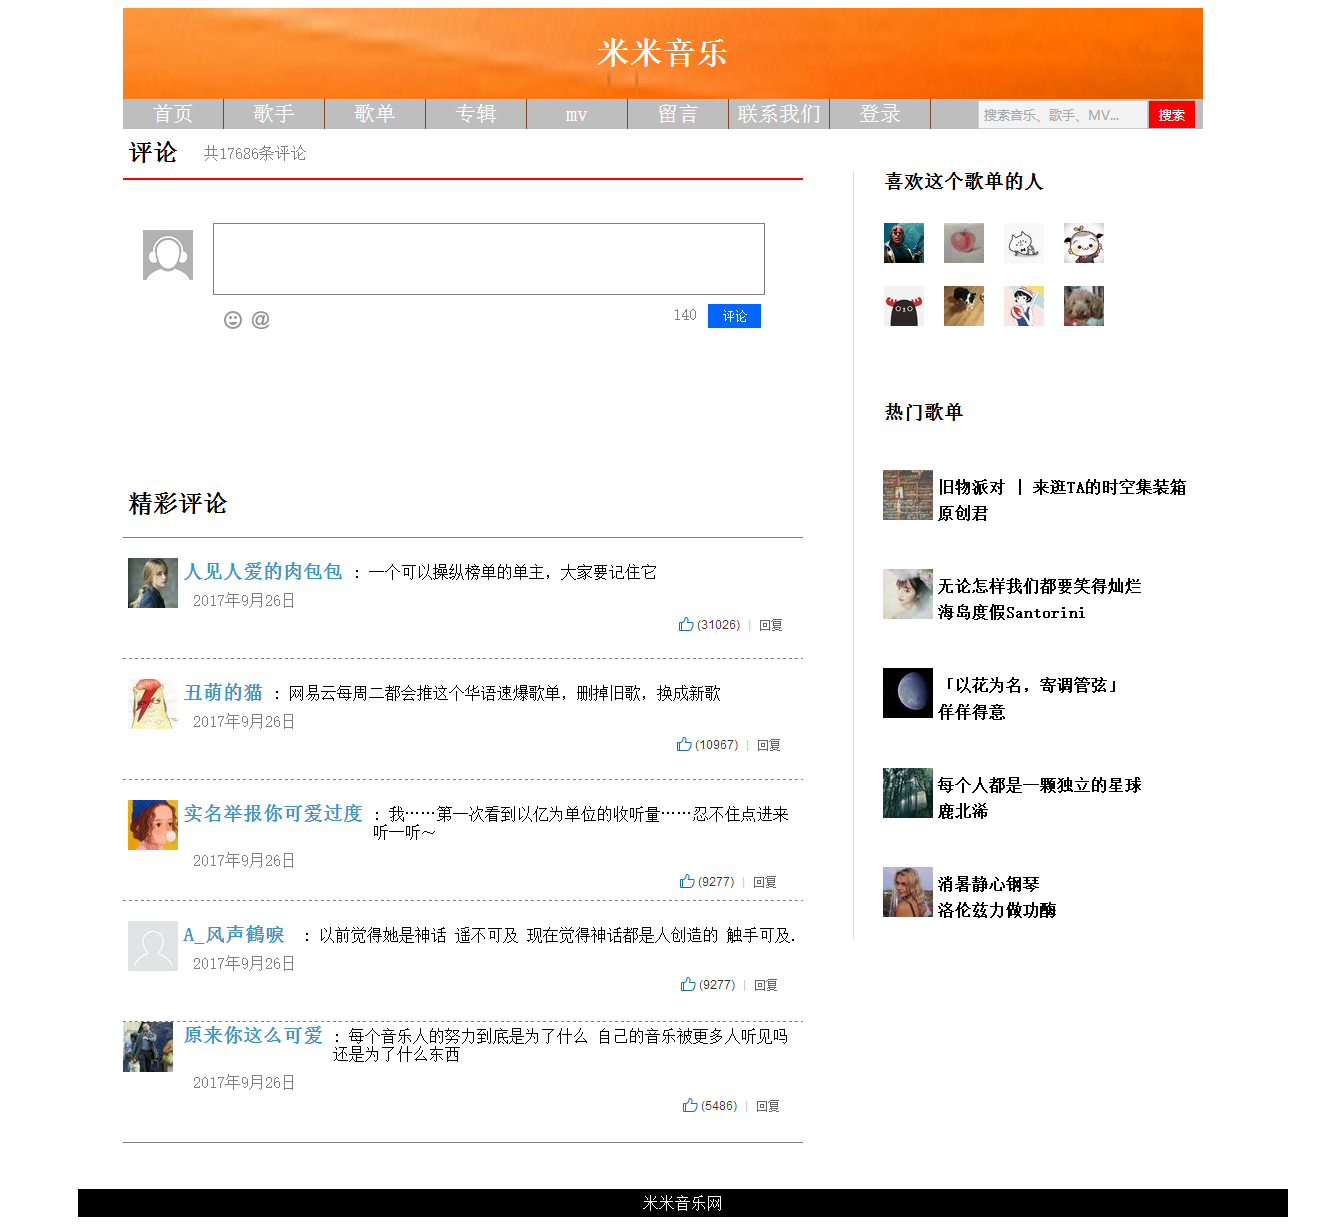 米米音乐
首页 歌手 歌单 专辑 mv 留言 联系我们 登录 搜索音乐、歌手、MV... 搜索
评论 共17686条评论
140 评论
精彩评论
人见人爱的肉包包 ：一个可以操纵榜单的单主，大家要记住它
2017年9月26日
(31026) | 回复
丑萌的猫 ：网易云每周二都会推这个华语速爆歌单，删掉旧歌，换成新歌
2017年9月26日
(10967) | 回复
实名举报你可爱过度 ：我……第一次看到以亿为单位的收听量……忍不住点进来
听一听～
2017年9月26日
(9277) | 回复
A_风声鶴唳 ：以前觉得她是神话 遥不可及 现在觉得神话都是人创造的 触手可及.
2017年9月26日
(9277) | 回复
原来你这么可爱 ：每个音乐人的努力到底是为了什么 自己的音乐被更多人听见吗
还是为了什么东西
2017年9月26日
(5486) | 回复
喜欢这个歌单的人
热门歌单
旧物派对 | 来逛TA的时空集装箱
原创君
无论怎样我们都要笑得灿烂
海岛度假Santorini
「以花为名，寄调管弦」
佯佯得意
每个人都是一颗独立的星球
鹿北浠
消暑静心钢琴
洛伦兹力做功酶
米米音乐网